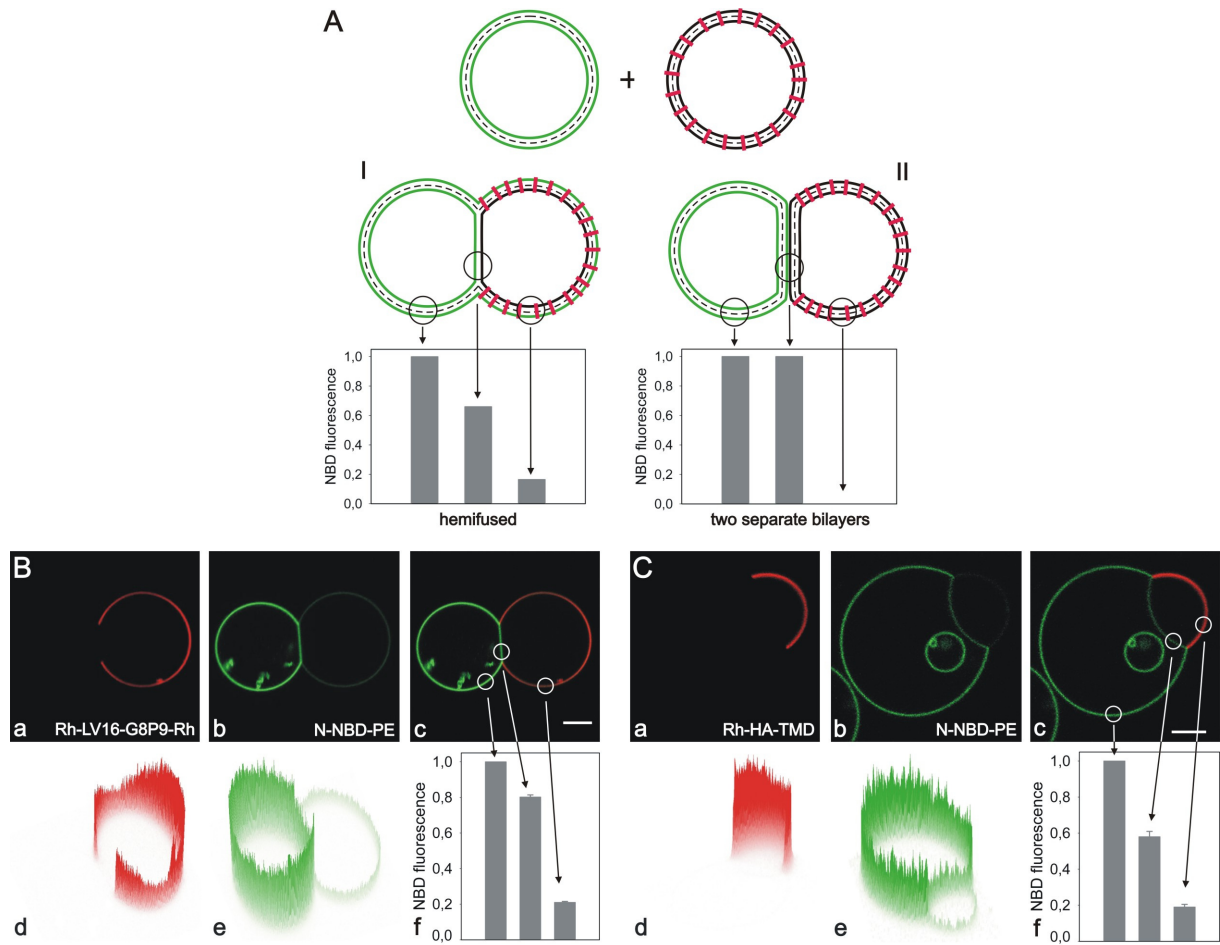 A
+
I
II
NBD fluorescence
1,0
0,8
0,6
0,4
0,2
0,0
hemifused
NBD fluorescence
1,0
0,8
0,6
0,4
0,2
0,0
two separate bilayers
B
a
Rh-LV16-G8P9-Rh
b
N-NBD-PE
c
d
e
f
NBD fluorescence
1,0
0,8
0,6
0,4
0,2
0,0
C
a
Rh-HA-TMD
b
N-NBD-PE
c
d
e
f
NBD fluorescence
1,0
0,8
0,6
0,4
0,2
0,0